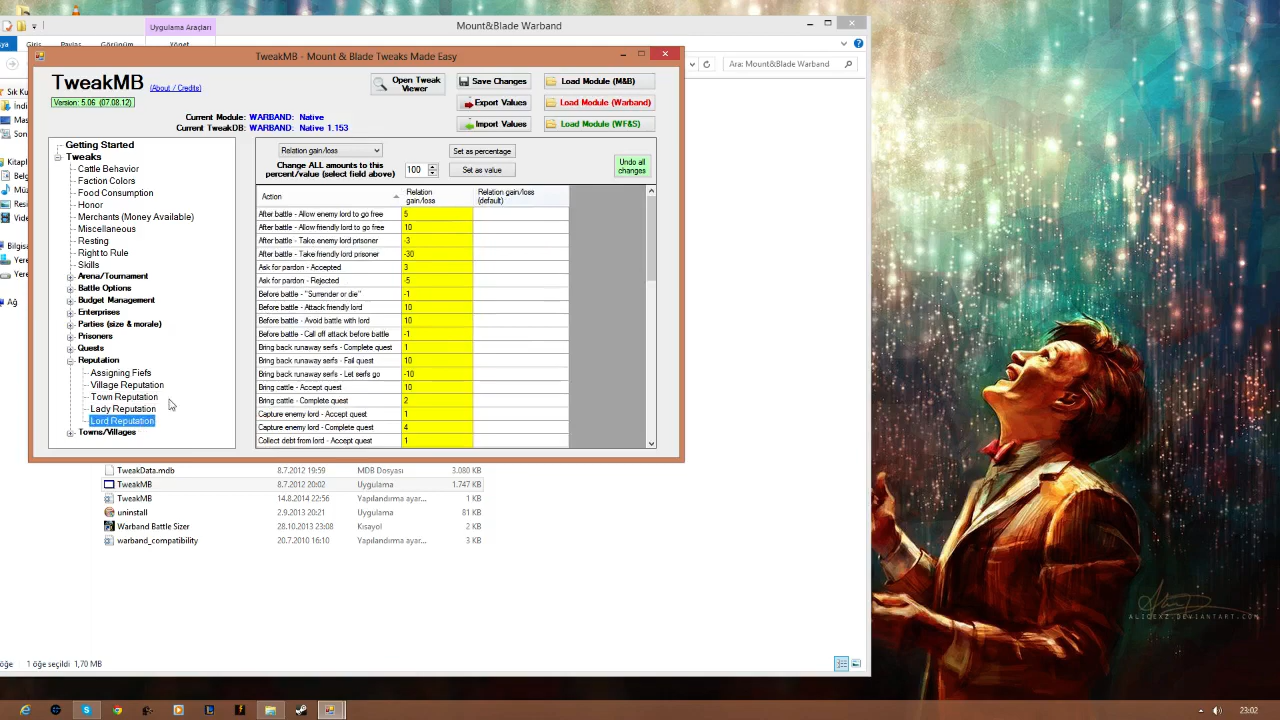 Uygulama Araçları
Mount&Blade Warband
Giriş Paylaş Görünüm Yönet
TweakMB - Mount & Blade Tweaks Made Easy
Ara: Mount&Blade Warband
TweakMB (About / Credits)
Version: 5.06 (07.08.12)
Open Tweak
Viewer
Save Changes
Export Values
Import Values
Load Module (M&B)
Load Module (Warband)
Load Module (WF&S)
Current Module: WARBAND: Native
Current TweakDB: WARBAND: Native 1.153
Getting Started
Tweaks
Cattle Behavior
Faction Colors
Food Consumption
Honor
Merchants (Money Available)
Miscellaneous
Resting
Right to Rule
Skills
Arena/Tournament
Battle Options
Budget Management
Enterprises
Parties (size & morale)
Prisoners
Quests
Reputation
Assigning Fiefs
Village Reputation
Town Reputation
Lady Reputation
Lord Reputation
Towns/Villages
Relation gain/loss
Change ALL amounts to this
percent/value (select field above)
100
Set as percentage
Set as value
Undo all
changes
Action
Relation
gain/loss
Relation gain/loss
(default)
After battle - Allow enemy lord to go free 5
After battle - Allow friendly lord to go free 10
After battle - Take enemy lord prisoner -3
After battle - Take friendly lord prisoner -30
Ask for pardon - Accepted 3
Ask for pardon - Rejected -5
Before battle - "Surrender or die" -1
Before battle - Attack friendly lord 10
Before battle - Avoid battle with lord 10
Before battle - Call off attack before battle -1
Bring back runaway serfs - Complete quest 1
Bring back runaway serfs - Fail quest 10
Bring back runaway serfs - Let serfs go -10
Bring cattle - Accept quest 10
Bring cattle - Complete quest 2
Capture enemy lord - Accept quest 1
Capture enemy lord - Complete quest 4
Collect debt from lord - Accept quest 1
TweakData.mdb 8.7.2012 19:59 MDB Dosyası 3.080 KB
TweakMB 8.7.2012 20:02 Uygulama 1.747 KB
TweakMB 14.8.2014 22:56 Yapılandırma ayar... 1 KB
uninstall 2.9.2013 20:21 Uygulama 81 KB
Warband Battle Sizer 28.10.2013 23:08 Kısayol 2 KB
warband_compatibility 20.7.2010 16:10 Yapılandırma ayar... 3 KB
öğe 1 öğe seçildi 1,70 MB
ALICEXZ.DEVIANTART.COM
23:02